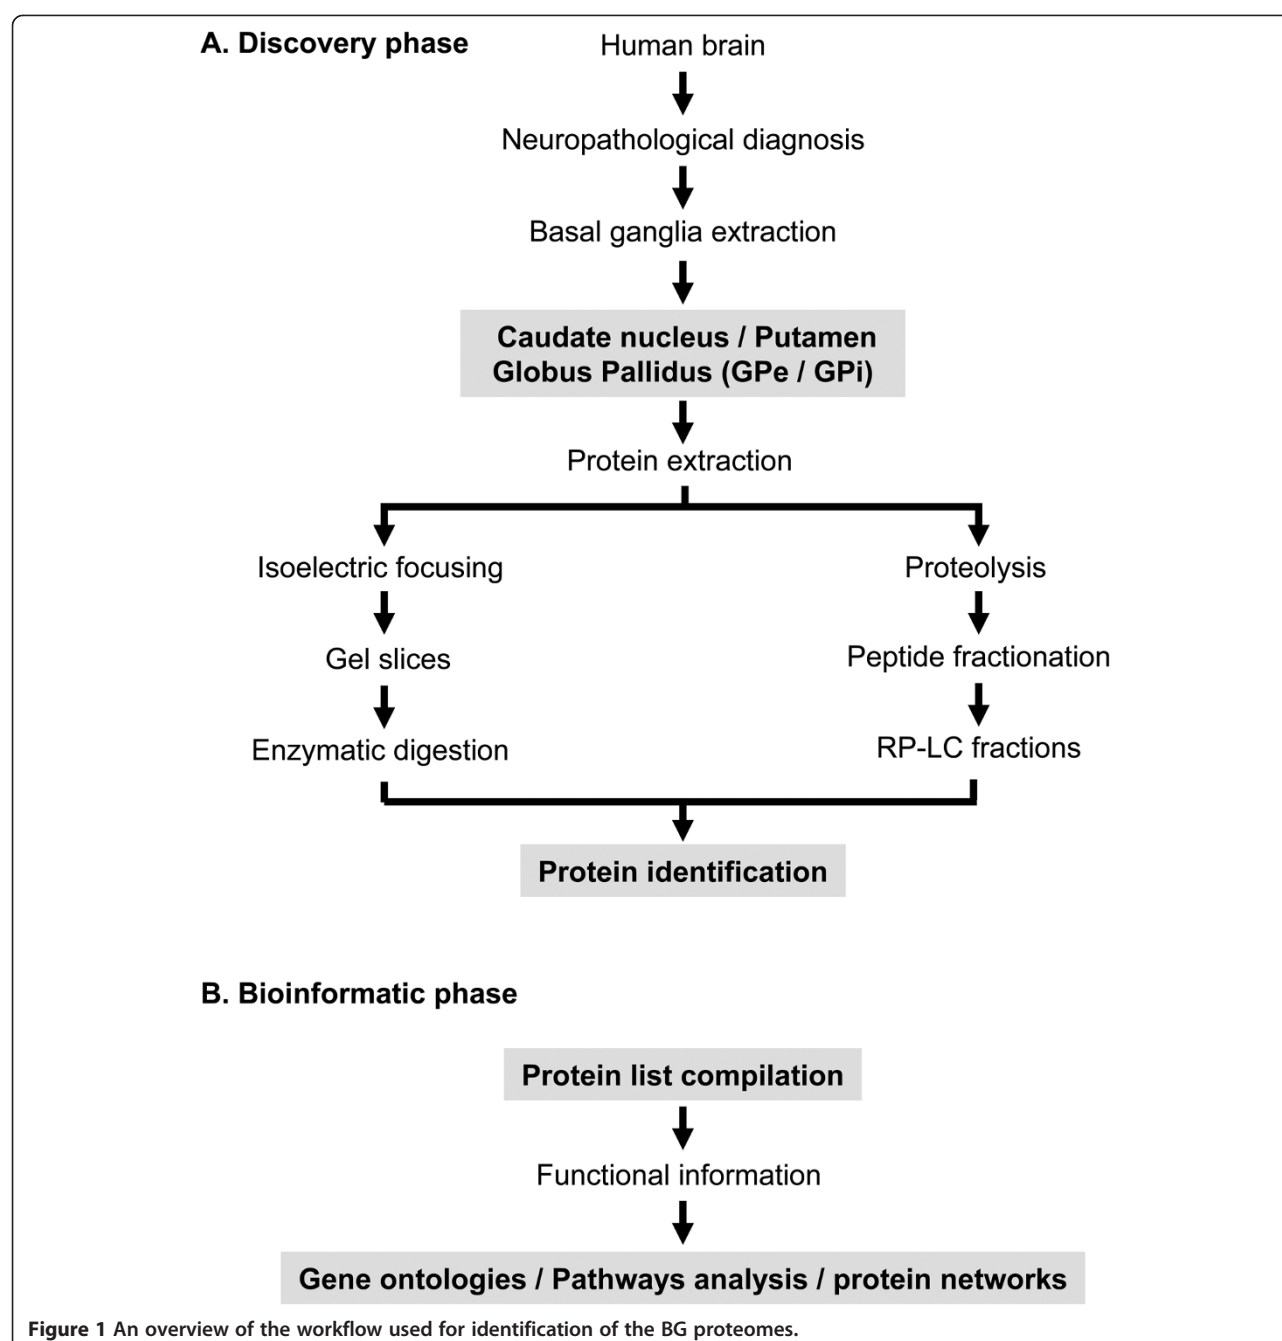 A. Discovery phase
Human brain
Neuropathological diagnosis
Basal ganglia extraction
Caudate nucleus / Putamen
Globus Pallidus (GPe / GPi)
Protein extraction
Isoelectric focusing
Proteolysis
Gel slices
Peptide fractionation
Enzymatic digestion
RP-LC fractions
Protein identification
B. Bioinformatic phase
Protein list compilation
Functional information
Gene ontologies / Pathways analysis / protein networks
Figure 1 An overview of the workflow used for identification of the BG proteomes.